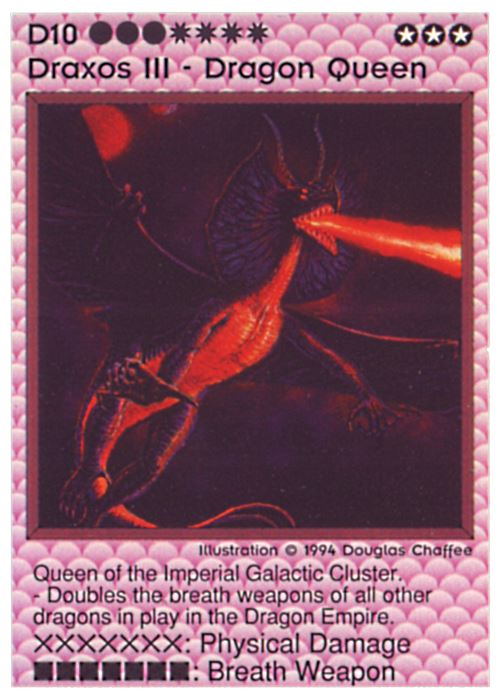 D10
Draxos III - Dragon Queen
Illustration © 1994 Douglas Chaffee
Queen of the Imperial Galactic Cluster.
- Doubles the breath weapons of all other
dragons in play in the Dragon Empire.
XXXXXXX: Physical Damage
■■■■■■■: Breath Weapon